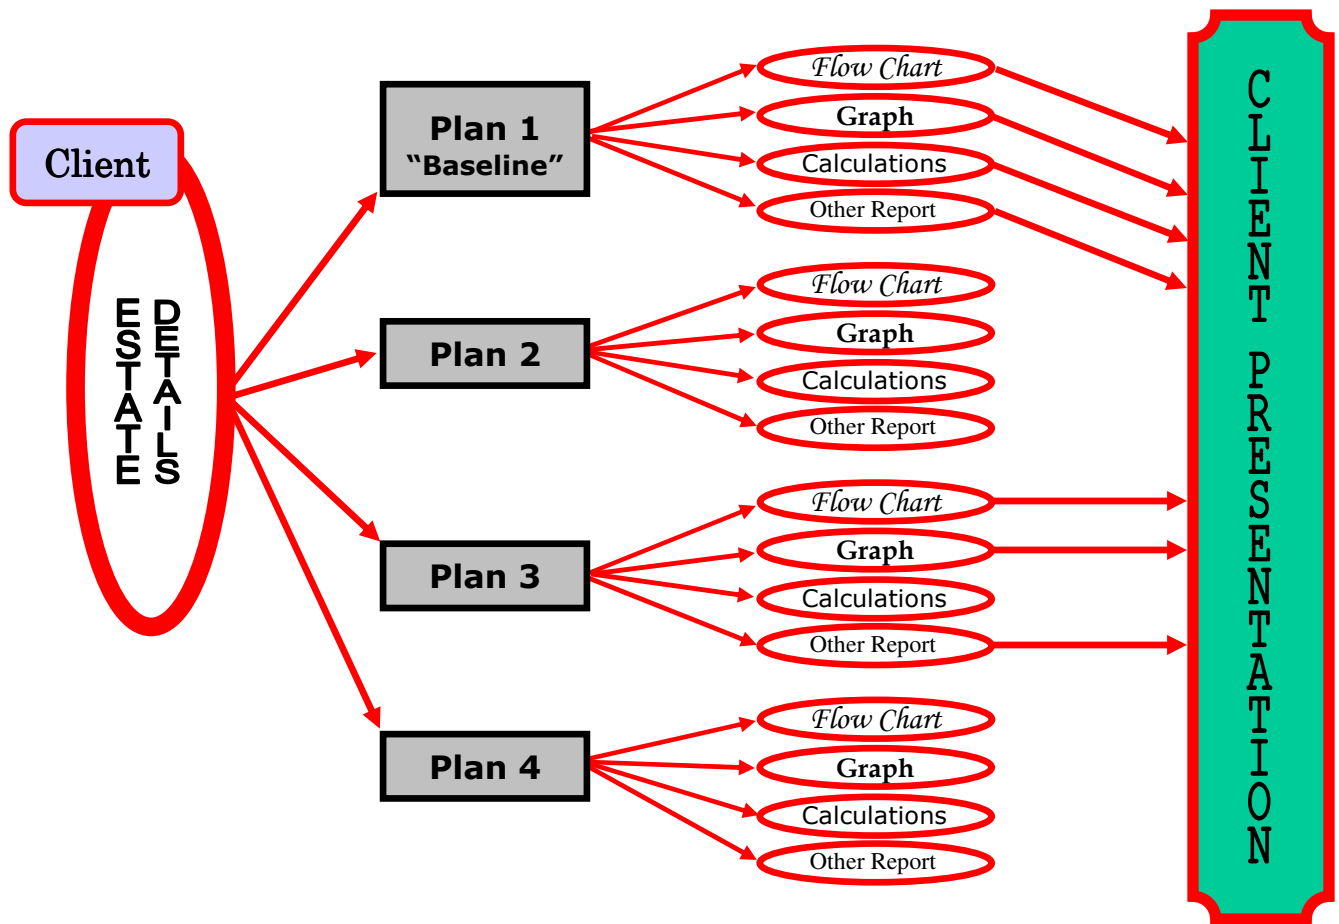 Client
ESTATE
DETAILS
Plan 1
“Baseline”
Flow Chart
Graph
Calculations
Other Report
Plan 2
Flow Chart
Graph
Calculations
Other Report
Plan 3
Flow Chart
Graph
Calculations
Other Report
Plan 4
Flow Chart
Graph
Calculations
Other Report
CLIENT PRESENTATION